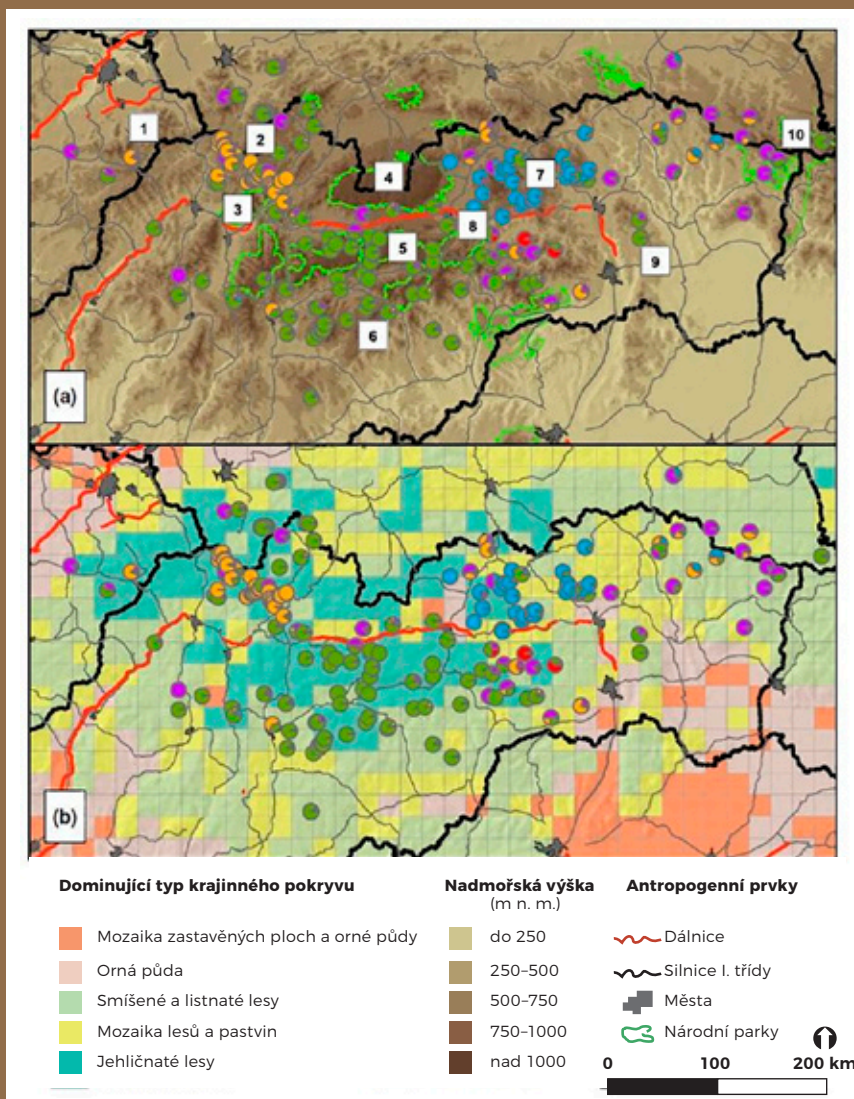 1
2
10
4
7
3
8
5
9
6
(a)
(b)
Dominující typ krajinného pokryvu
Mozaika zastavěných ploch a orné půdy
Orná půda
Smíšené a listnaté lesy
Mozaika lesů a pastvin
Jehličnaté lesy
Nadmořská výška
(m n. m.)
do 250
250–500
500–750
750–1000
nad 1000
Antropogenní prvky
Dálnice
Silnice I. třídy
Města
Národní parky
0 100 200 km